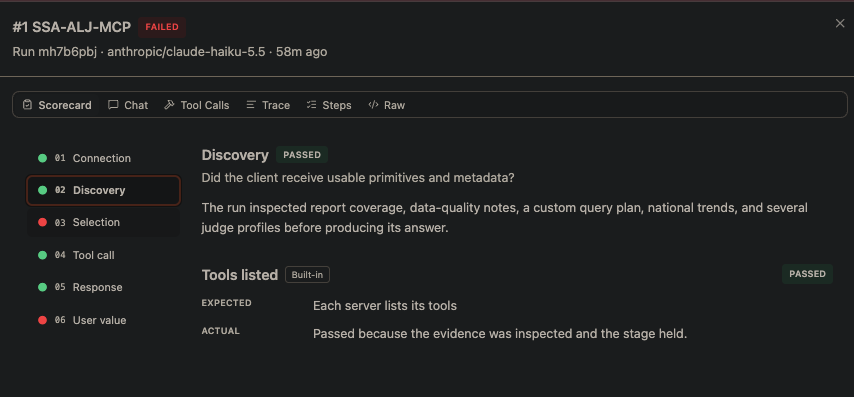 #1 SSA-ALJ-MCP FAILED
Run mh7b6pbj · anthropic/claude-haiku-5.5 · 58m ago
Scorecard Chat Tool Calls Trace Steps Raw
01 Connection
02 Discovery
03 Selection
04 Tool call
05 Response
06 User value
Discovery PASSED
Did the client receive usable primitives and metadata?
The run inspected report coverage, data-quality notes, a custom query plan, national trends, and several
judge profiles before producing its answer.
Tools listed Built-in PASSED
EXPECTED Each server lists its tools
ACTUAL Passed because the evidence was inspected and the stage held.